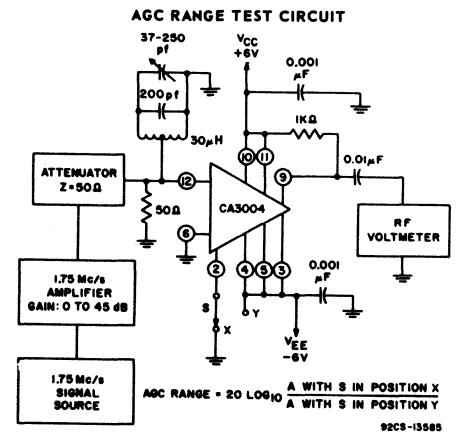 AGC RANGE TEST CIRCUIT
37-250
pf
200pf
30µH
VCC
+6V
0.001
µF
1KΩ
0.01µF
ATTENUATOR
Z=50Ω
50Ω
12
10
11
9
CA3004
6
2
4
5
3
RF
VOLTMETER
1.75 Mc/s
AMPLIFIER
GAIN: 0 TO 45 dB
S
X
Y
0.001
µF
VEE
-6V
1.75 Mc/s
SIGNAL
SOURCE
AGC RANGE = 20 LOG10 A WITH S IN POSITION X
A WITH S IN POSITION Y
92CS-13585